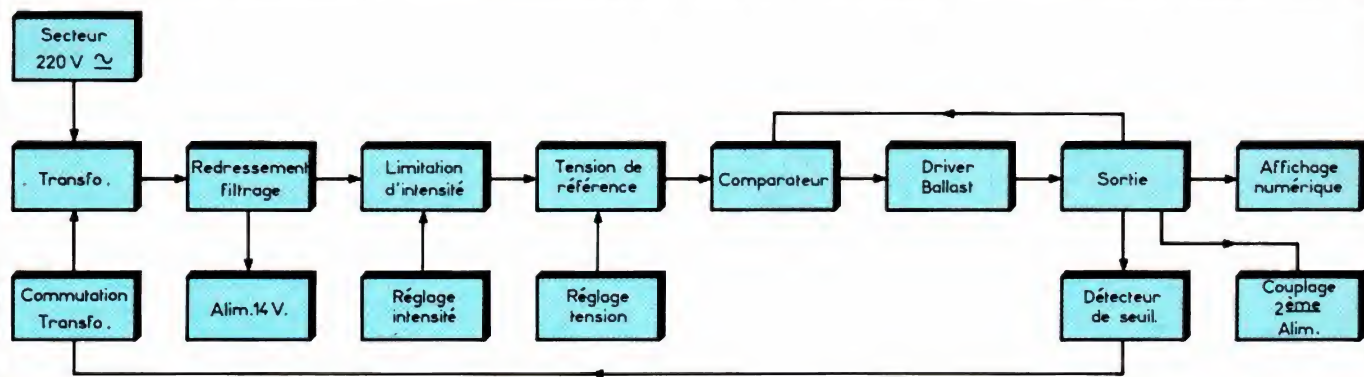 Secteur
220 V ≃
Transfo.
Redressement
filtrage
Limitation
d'intensité
Tension de
référence
Comparateur
Driver
Ballast
Sortie
Affichage
numérique
Commutation
Transfo.
Alim. 14 V.
Réglage
intensité
Réglage
tension
Détecteur
de seuil.
Couplage
2ème
Alim.